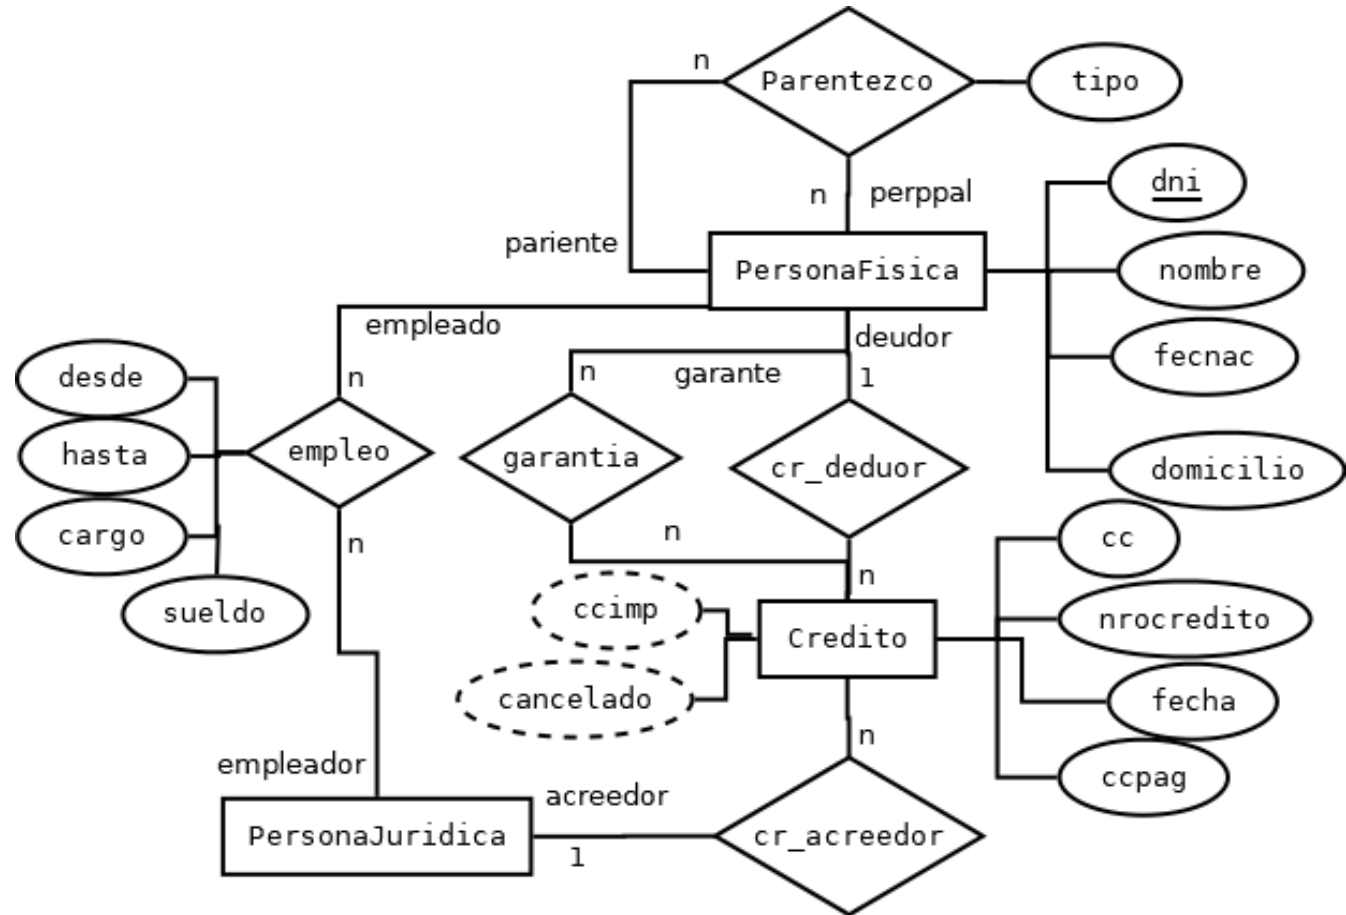 n
Parentezco
tipo
dni
n
perppal
pariente
PersonaFisica
nombre
empleado
deudor
fecnac
desde
n
n
garante
1
hasta
empleo
garantia
cr_deduor
domicilio
cargo
n
n
cc
n
sueldo
ccimp
Credito
nrocredito
cancelado
fecha
n
empleador
acreedor
ccpag
PersonaJuridica
1
cr_acreedor